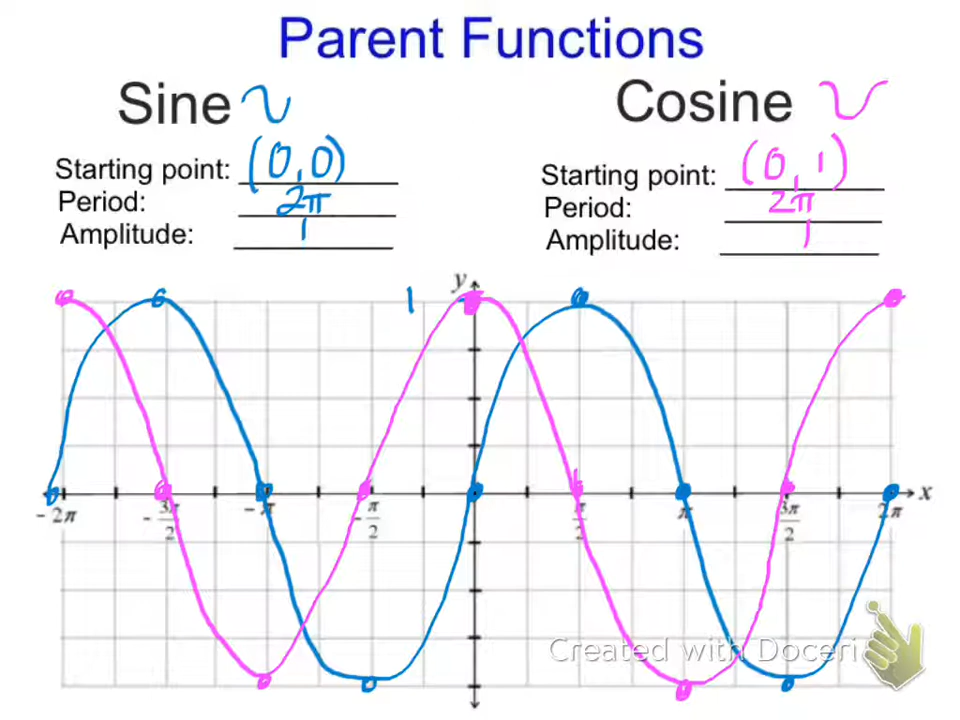 Parent Functions
Sine
Starting point: (0,0)
Period: 2π
Amplitude: 1
Cosine
Starting point: (0,1)
Period: 2π
Amplitude: 1
1
y
x
-2π
-3π/2
-π
-π/2
π/2
π
3π/2
2π
Created with Doceri